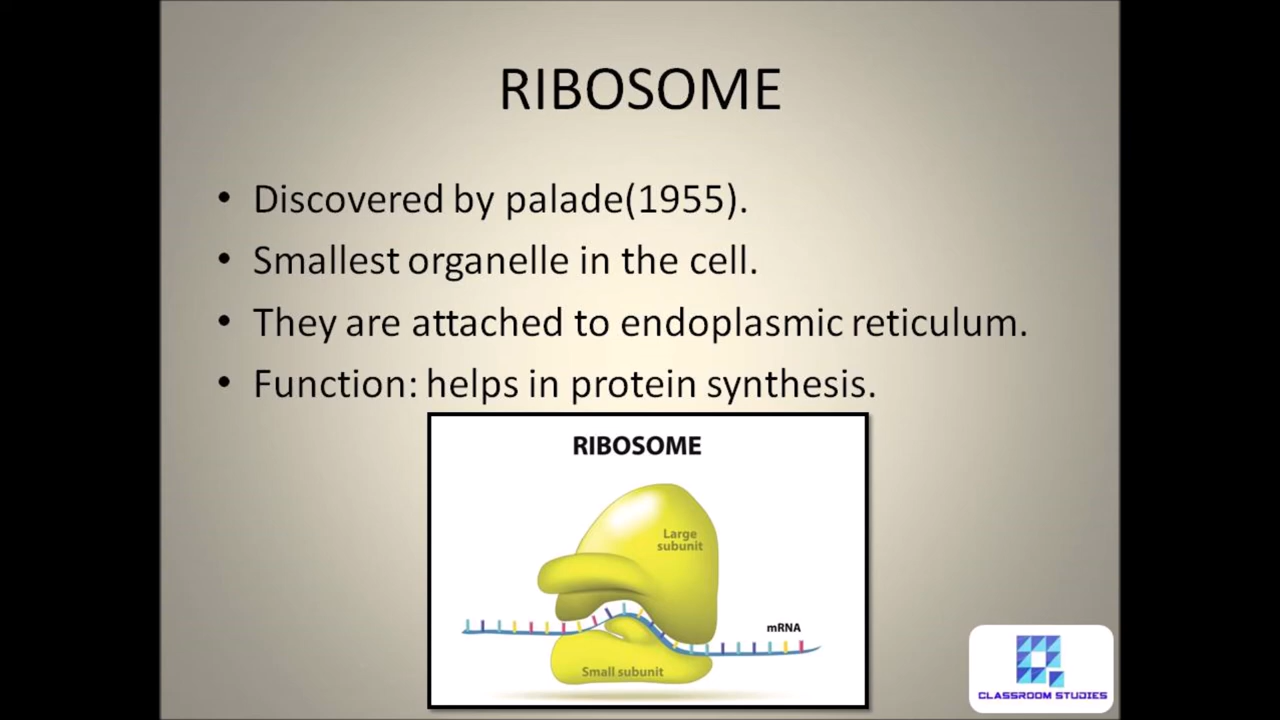 RIBOSOME
• Discovered by palade(1955).
• Smallest organelle in the cell.
• They are attached to endoplasmic reticulum.
• Function: helps in protein synthesis.
RIBOSOME
Large
subunit
mRNA
Small subunit
CLASSROOM STUDIES